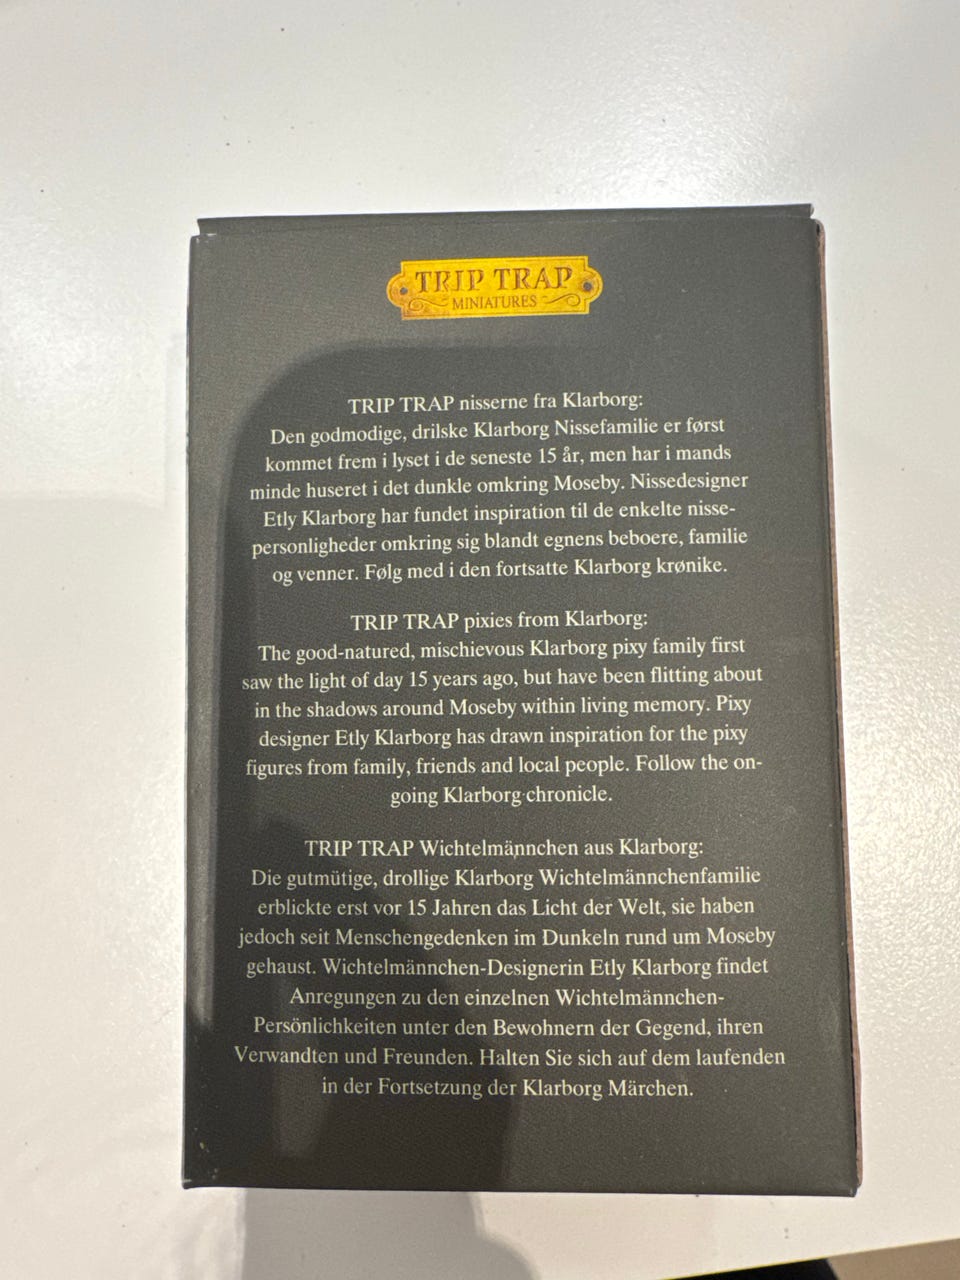 TRIP TRAP
MINIATURES
TRIP TRAP nisserne fra Klarborg:
Den godmodige, drilske Klarborg Nissefamilie er først
kommet frem i lyset i de seneste 15 år, men har i mands
minde huseret i det dunkle omkring Moseby. Nissedesigner
Etly Klarborg har fundet inspiration til de enkelte nisse-
personligheder omkring sig blandt egnens beboere, familie
og venner. Følg med i den fortsatte Klarborg krønike.
TRIP TRAP pixies from Klarborg:
The good-natured, mischievous Klarborg pixy family first
saw the light of day 15 years ago, but have been flitting about
in the shadows around Moseby within living memory. Pixy
designer Etly Klarborg has drawn inspiration for the pixy
figures from family, friends and local people. Follow the on-
going Klarborg chronicle.
TRIP TRAP Wichtelmännchen aus Klarborg:
Die gutmütige, drollige Klarborg Wichtelmännchenfamilie
erblickte erst vor 15 Jahren das Licht der Welt, sie haben
jedoch seit Menschengedenken im Dunkeln rund um Moseby
gehaust. Wichtelmännchen-Designerin Etly Klarborg findet
Anregungen zu den einzelnen Wichtelmännchen-
Persönlichkeiten unter den Bewohnern der Gegend, ihren
Verwandten und Freunden. Halten Sie sich auf dem laufenden
in der Fortsetzung der Klarborg Märchen.